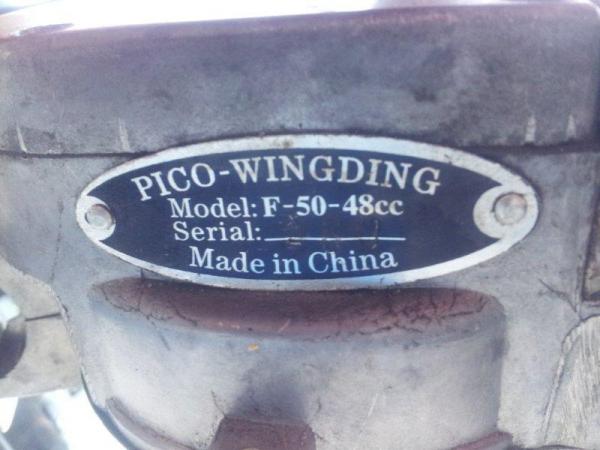 PICO-WINGDING
Model: F-50-48cc
Serial:
Made in China